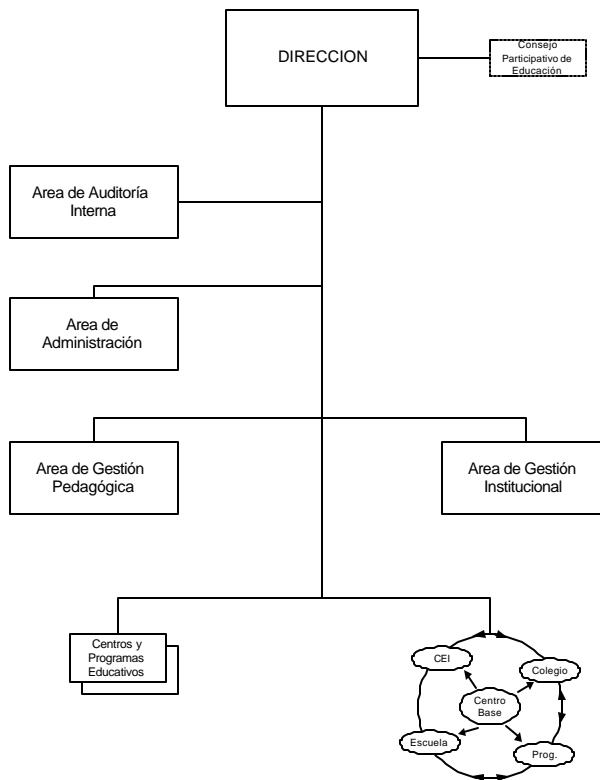 DIRECCION
Consejo
Participativo de
Educación
Area de Auditoría
Interna
Area de
Administración
Area de Gestión
Pedagógica
Area de Gestión
Institucional
Centros y
Programas
Educativos
CEI
Colegio
Centro
Base
Escuela
Prog.